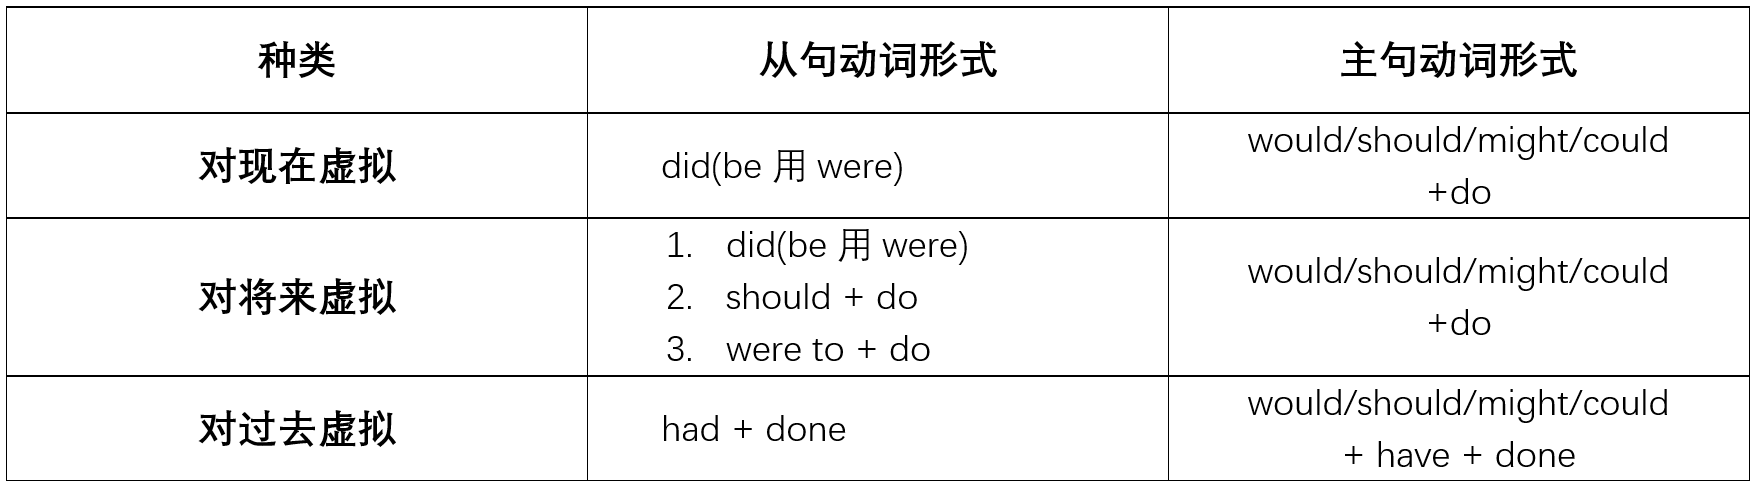 种类 从句动词形式 主句动词形式
对现在虚拟 did(be 用 were) would/should/might/could
+do
对将来虚拟
1. did(be 用 were)
2. should + do
3. were to + do
would/should/might/could
+do
对过去虚拟 had + done would/should/might/could
+ have + done